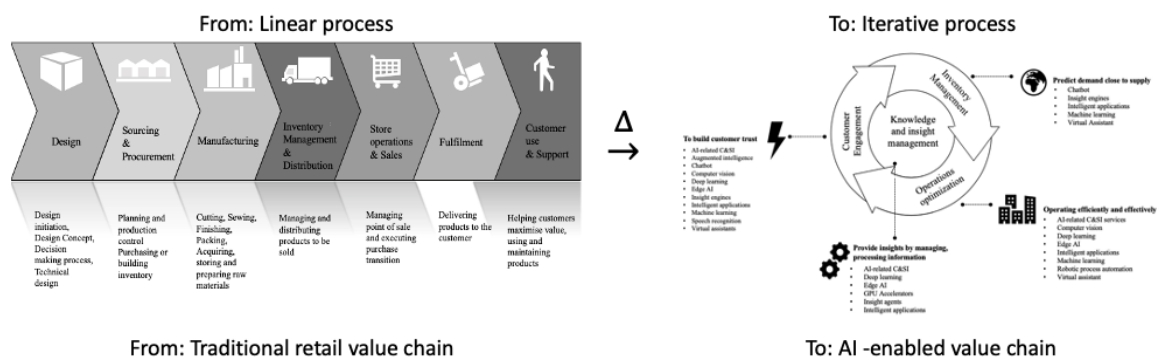 From: Linear process
To: Iterative process
Design
Sourcing
&
Procurement
Manufacturing
Inventory
Management
&
Distribution
Store
operations
& Sales
Fulfilment
Customer
use
& Support
Design
initiation,
Design Concept,
Decision
making process,
Technical
design
Planning and
production
control
Purchasing or
building
inventory
Cutting, Sewing,
Finishing,
Packing,
Acquiring,
storing and
preparing raw
materials
Managing and
distributing
products to be
sold
Managing
point of sale
and executing
purchase
transition
Delivering
products to the
customer
Helping customers
maximise value,
using and
maintaining
products
Δ
→
Customer
Engagement
Inventory
Management
Operations
optimization
Knowledge
and insight
management
Predict demand close to supply
• Chatbot
• Insight engines
• Intelligent applications
• Machine learning
• Virtual Assistant
To build customer trust
• AI-related C&SI
• Augmented intelligence
• Chatbot
• Computer vision
• Deep learning
• Edge AI
• Insight engines
• Intelligent applications
• Machine learning
• Speech recognition
• Virtual assistants
Operating efficiently and effectively
• AI-related C&SI services
• Computer vision
• Deep learning
• Edge AI
• Intelligent applications
• Machine learning
• Robotic process automation
• Virtual assistant
Provide insights by managing,
processing information
• AI-related C&SI
• Deep learning
• Edge AI
• GPU Accelerators
• Insight agents
• Intelligent applications
From: Traditional retail value chain
To: AI -enabled value chain